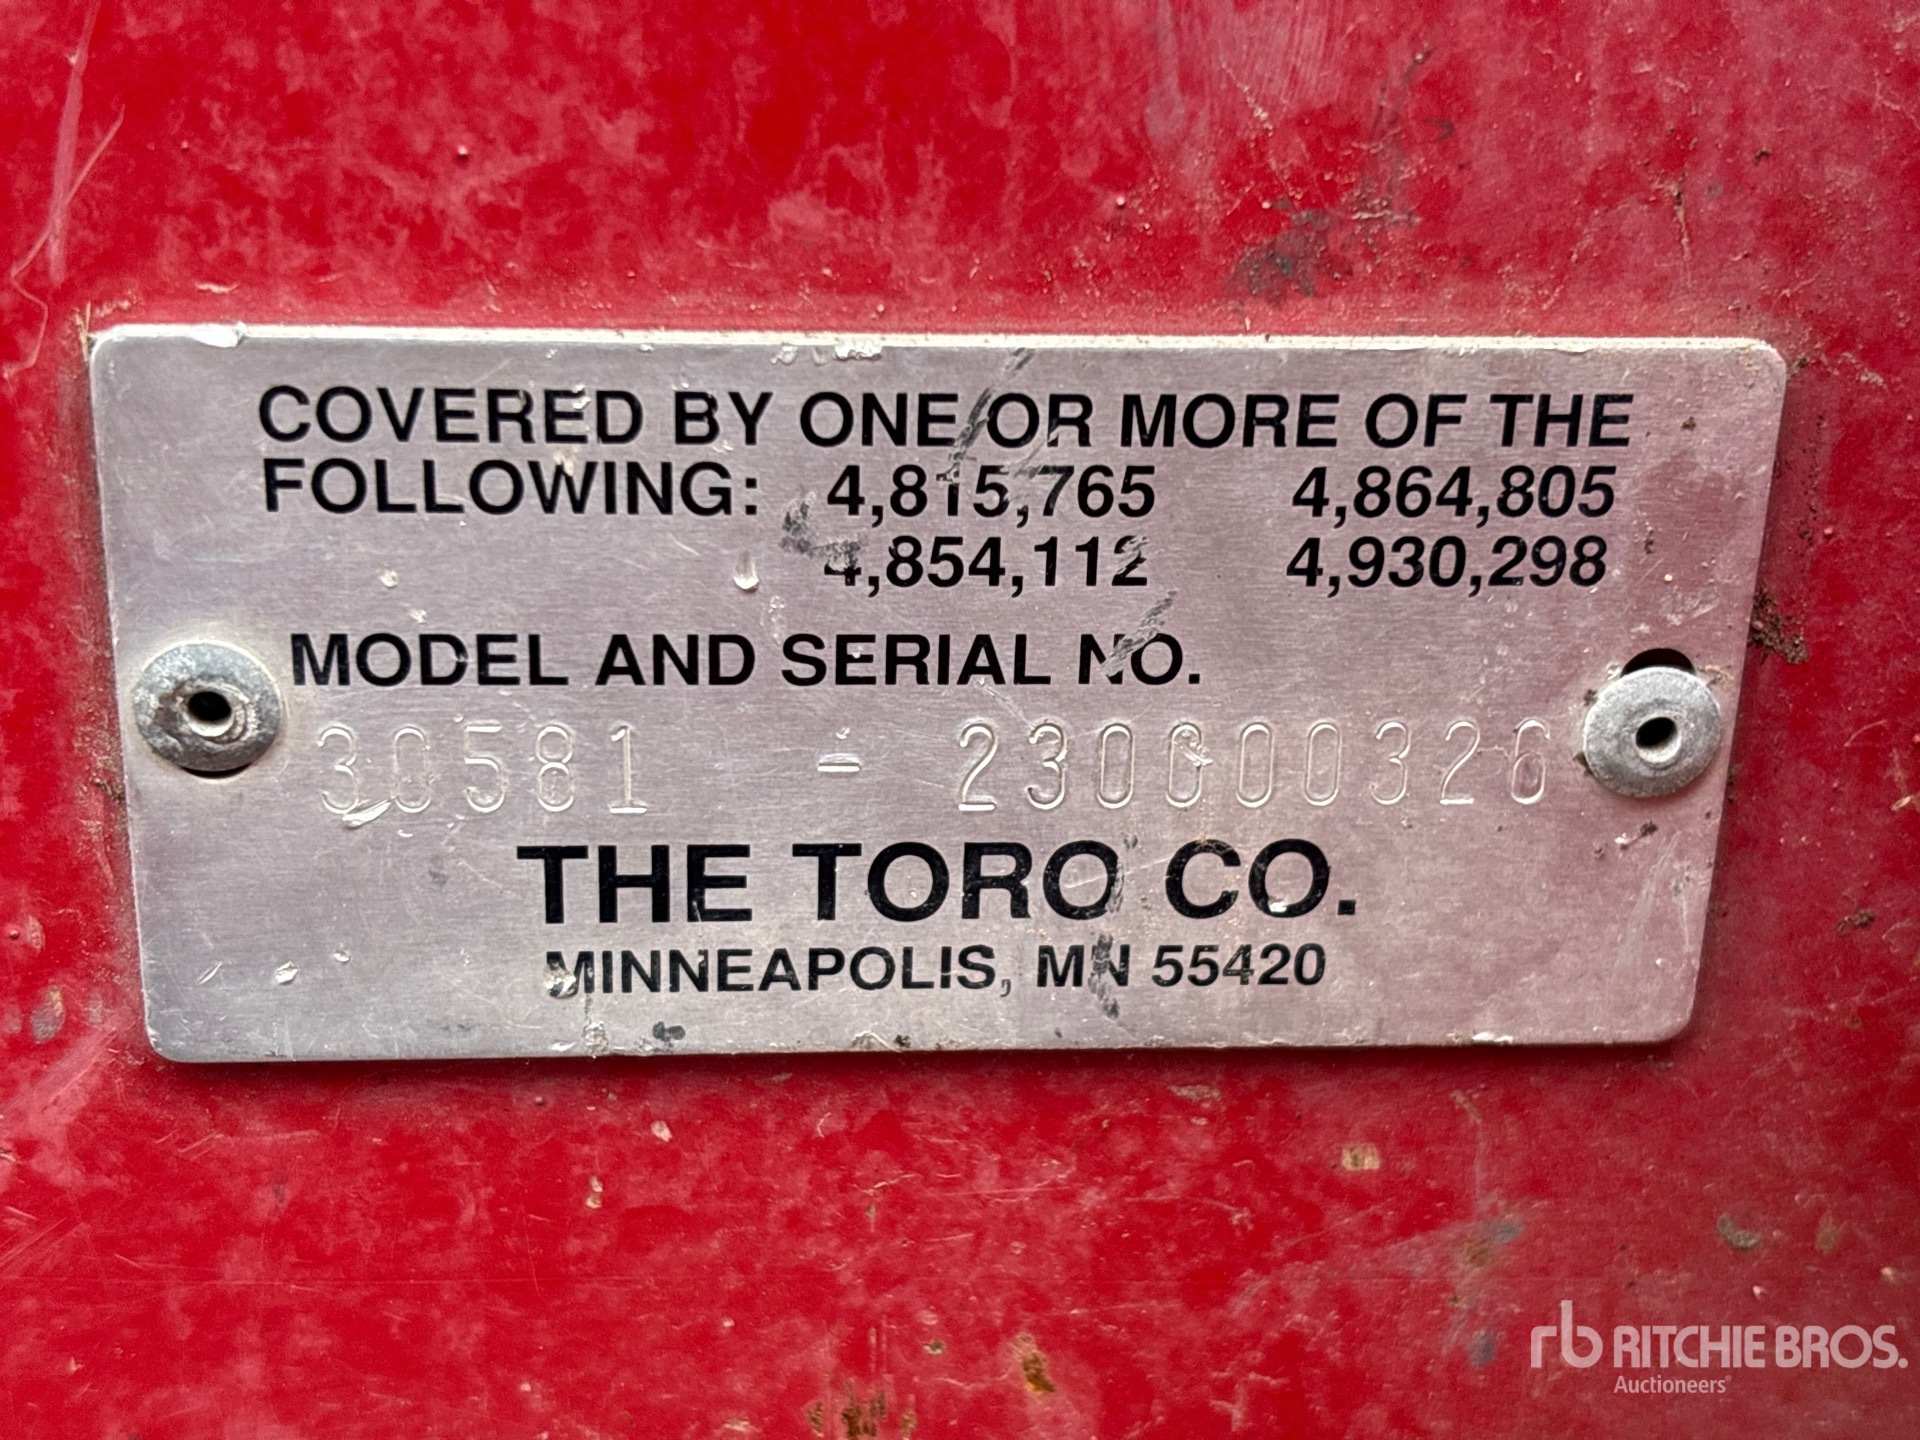 COVERED BY ONE OR MORE OF THE
FOLLOWING: 4,815,765 4,864,805
4,854,112 4,930,298
MODEL AND SERIAL NO.
30581 - 230000326
THE TORO CO.
MINNEAPOLIS, MN 55420
rb RITCHIE BROS.
Auctioneers